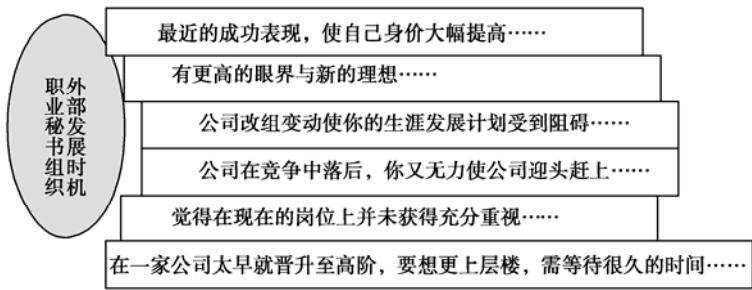 职业秘书组织
外部发展时机
最近的成功表现，使自己身价大幅提高……
有更高的眼界与新的理想……
公司改组变动使你的生涯发展计划受到阻碍……
公司在竞争中落后，你又无力使公司迎头赶上……
觉得在现在的岗位上并未获得充分重视……
在一家公司太早就晋升至高阶，要想更上层楼，需等待很久的时间……